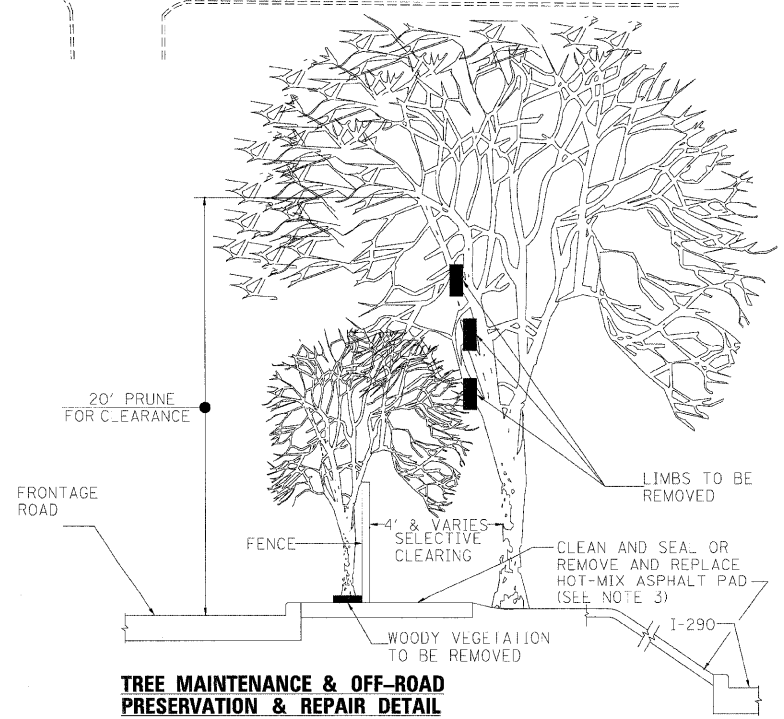 20' PRUNE
FOR CLEARANCE
FRONTAGE
ROAD
FENCE
4' & VARIES
SELECTIVE
CLEARING
LIMBS TO BE
REMOVED
CLEAN AND SEAL OR
REMOVE AND REPLACE
HOT-MIX ASPHALT PAD
(SEE NOTE 3)
I-290
WOODY VEGETATION
TO BE REMOVED
TREE MAINTENANCE & OFF-ROAD
PRESERVATION & REPAIR DETAIL